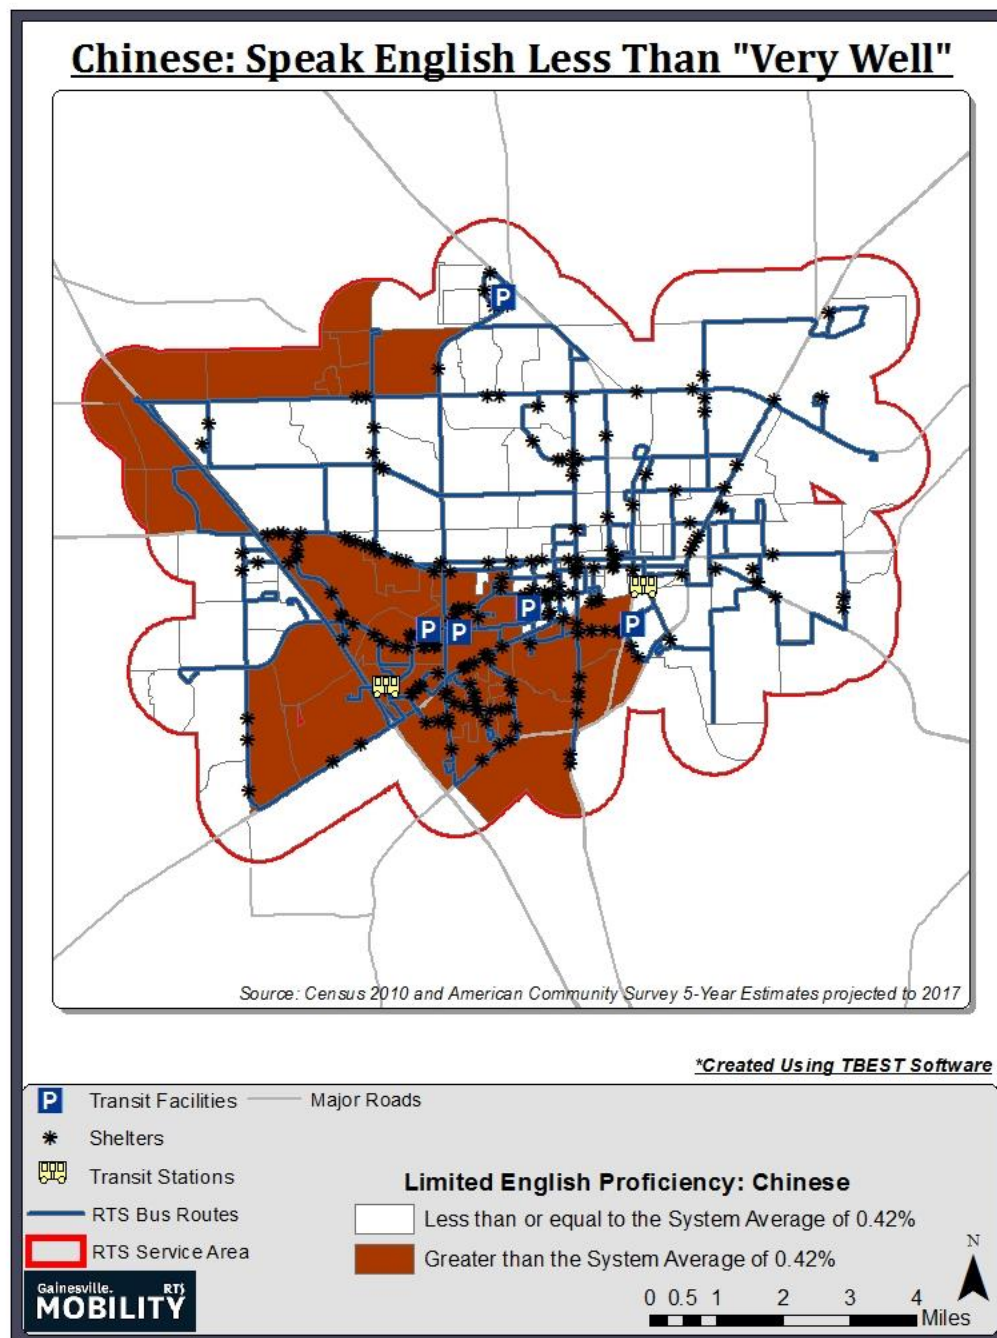 Chinese: Speak English Less Than "Very Well"
P
P
P
P
P
Source: Census 2010 and American Community Survey 5-Year Estimates projected to 2017
*Created Using TBEST Software
P Transit Facilities
Major Roads
Shelters
Transit Stations
RTS Bus Routes
RTS Service Area
Limited English Proficiency: Chinese
Less than or equal to the System Average of 0.42%
Greater than the System Average of 0.42%
Gainesville. RTS
MOBILITY
N
0 0.5 1 2 3 4
Miles